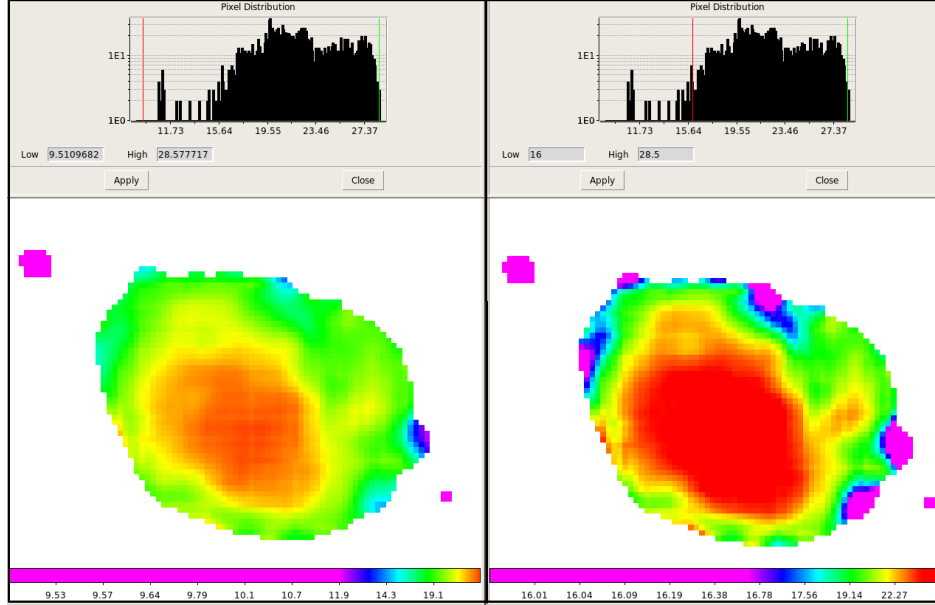 Pixel Distribution
1E1
1E0
11.73 15.64 19.55 23.46 27.37
Low 9.5109682 High 28.577717
Apply Close
9.53 9.57 9.64 9.79 10.1 10.7 11.9 14.3 19.1
Pixel Distribution
1E1
1E0
11.73 15.64 19.55 23.46 27.37
Low 16 High 28.5
Apply Close
16.01 16.04 16.09 16.19 16.39 16.78 17.56 19.14 22.27